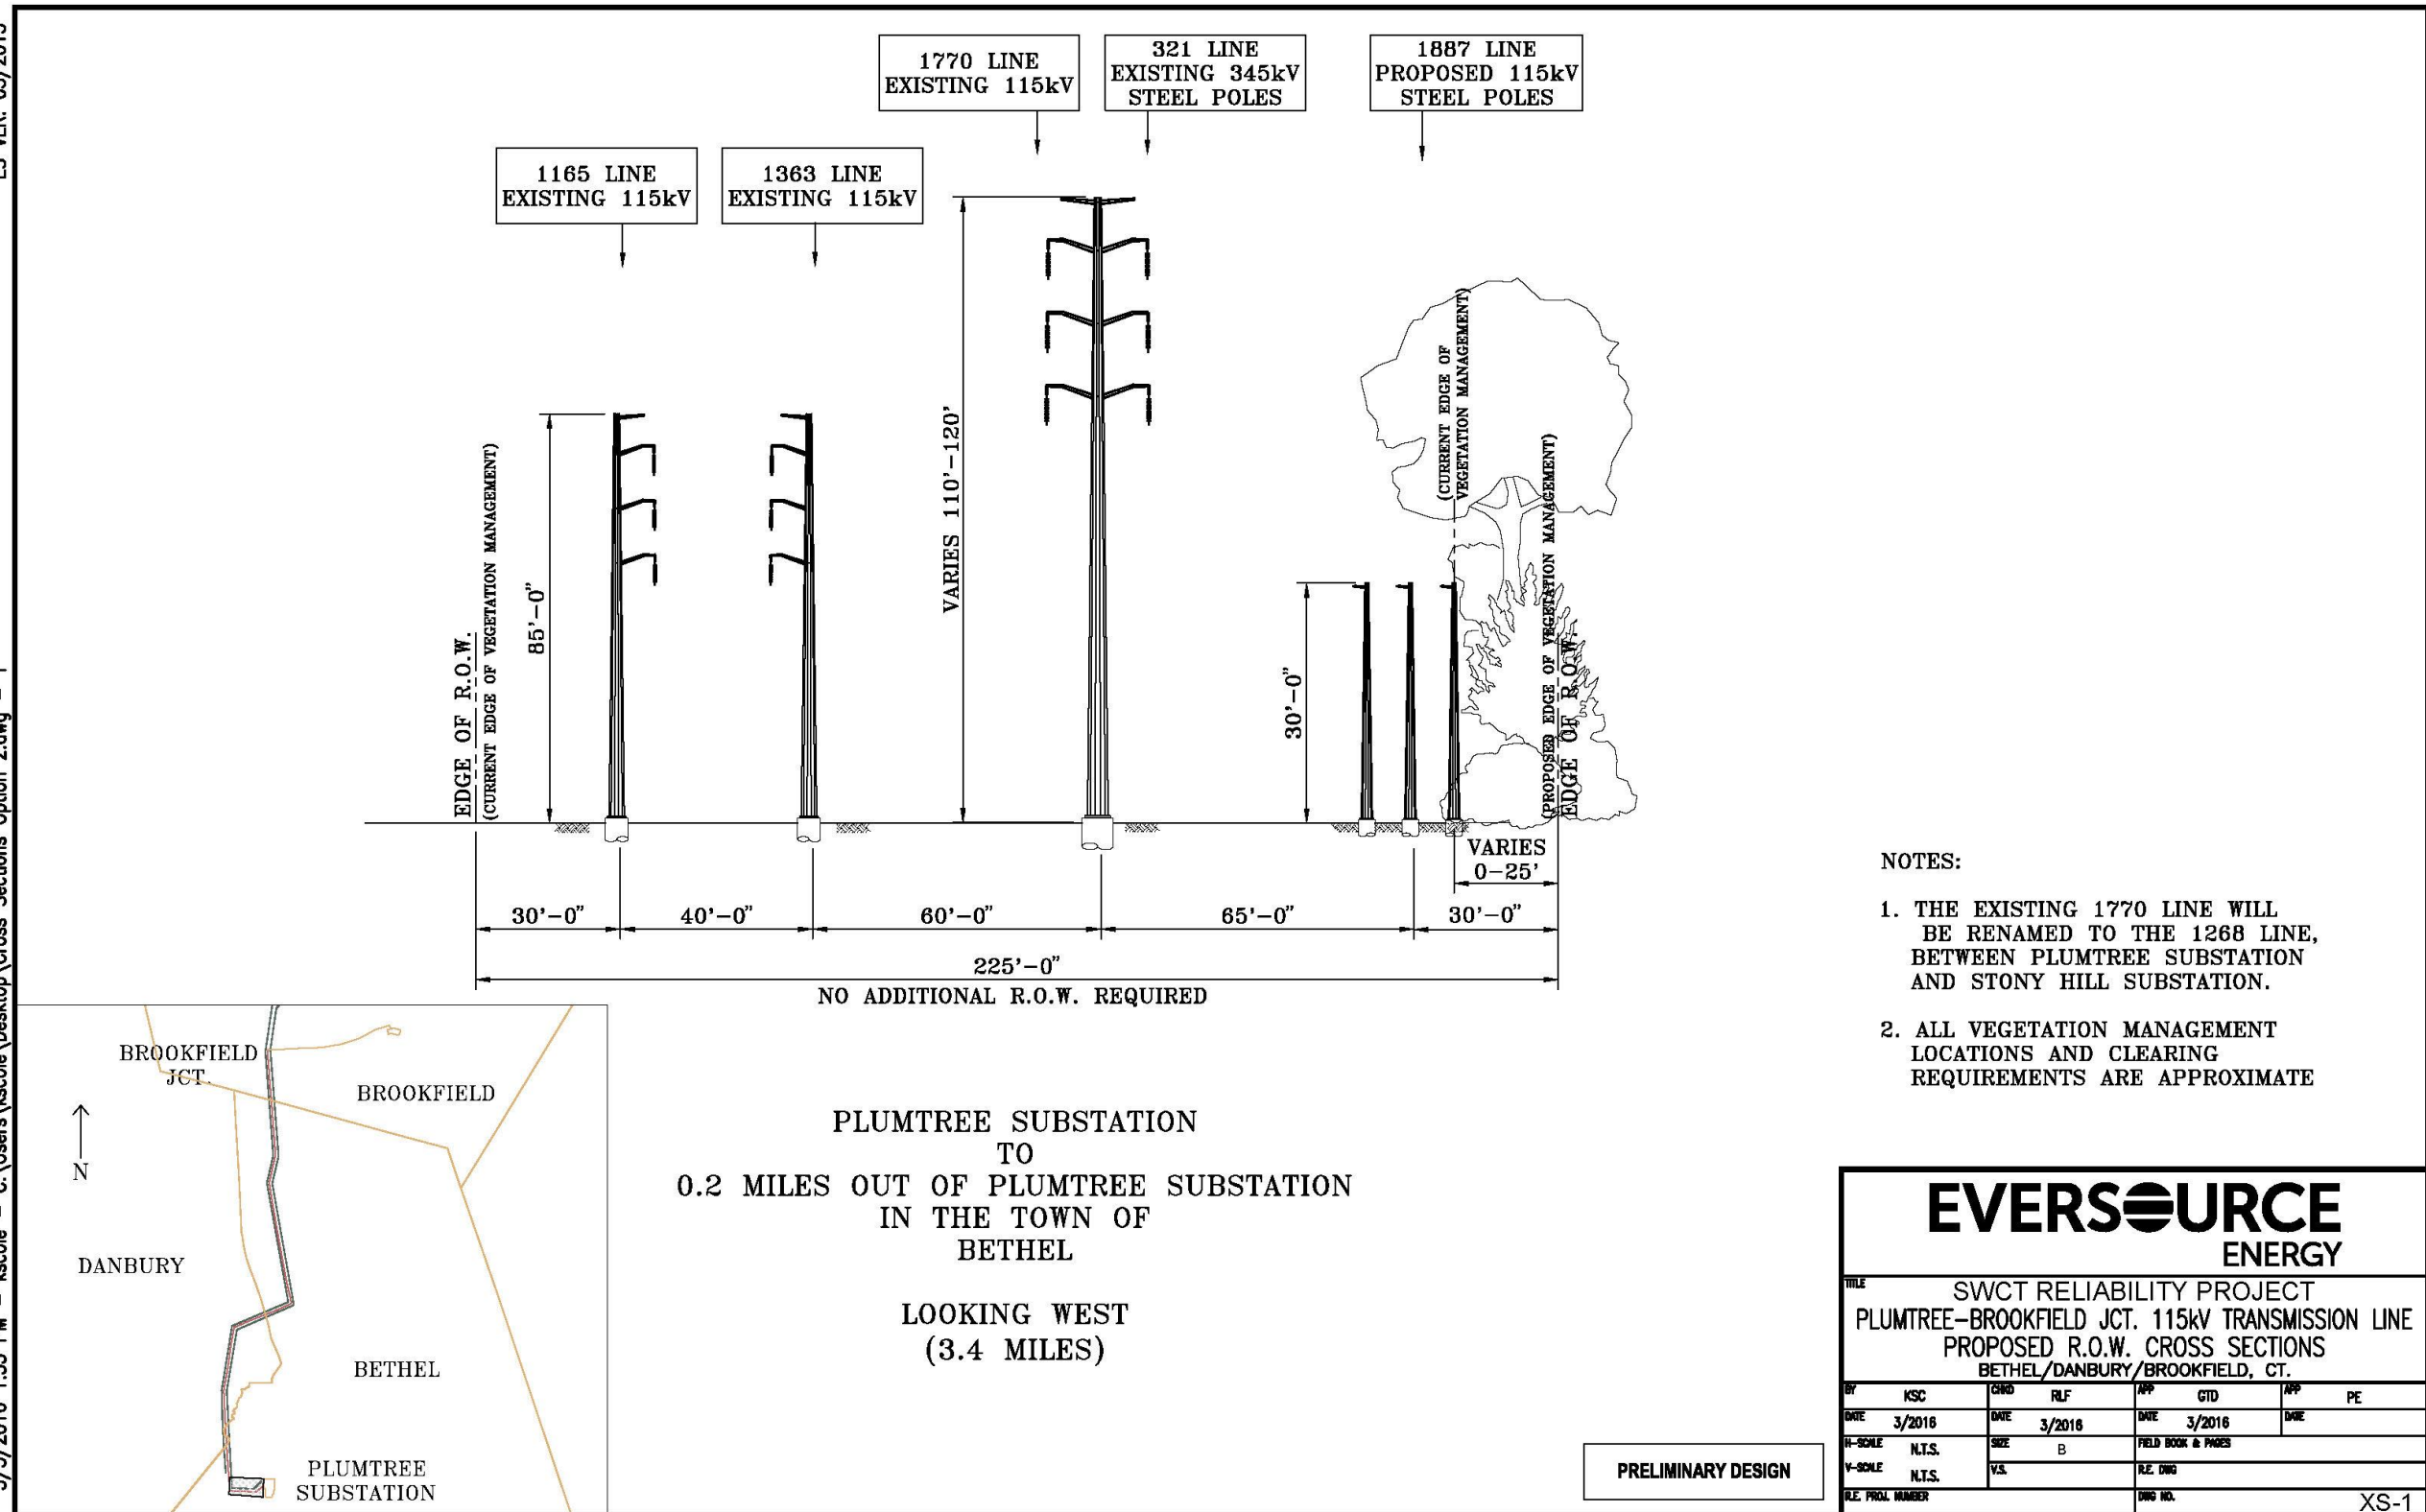 1770 LINE
EXISTING 115kV
321 LINE
EXISTING 345kV
STEEL POLES
1887 LINE
PROPOSED 115kV
STEEL POLES
1165 LINE
EXISTING 115kV
1363 LINE
EXISTING 115kV
EDGE OF R.O.W.
(CURRENT EDGE OF VEGETATION MANAGEMENT)
85'-0"
VARIES 110'-120'
30'-0"
(CURRENT EDGE OF
VEGETATION MANAGEMENT)
(PROPOSED EDGE OF VEGETATION MANAGEMENT)
EDGE OF R.O.W.
VARIES
0-25'
30'-0"
40'-0"
60'-0"
65'-0"
30'-0"
225'-0"
NO ADDITIONAL R.O.W. REQUIRED
NOTES:
1. THE EXISTING 1770 LINE WILL
BE RENAMED TO THE 1268 LINE,
BETWEEN PLUMTREE SUBSTATION
AND STONY HILL SUBSTATION.
2. ALL VEGETATION MANAGEMENT
LOCATIONS AND CLEARING
REQUIREMENTS ARE APPROXIMATE
BROOKFIELD
JCT.
BROOKFIELD
N
DANBURY
BETHEL
PLUMTREE
SUBSTATION
PLUMTREE SUBSTATION
TO
0.2 MILES OUT OF PLUMTREE SUBSTATION
IN THE TOWN OF
BETHEL
LOOKING WEST
(3.4 MILES)
PRELIMINARY DESIGN
EVERSOURCE
ENERGY
TITLE
SWCT RELIABILITY PROJECT
PLUMTREE-BROOKFIELD JCT. 115kV TRANSMISSION LINE
PROPOSED R.O.W. CROSS SECTIONS
BETHEL/DANBURY/BROOKFIELD, CT.
BY KSC CHKD RLF APP GTD APP PE
DATE 3/2016 DATE 3/2016 DATE 3/2016 DATE
H-SCALE N.T.S. SIZE B FIELD BOOK & PAGES
V-SCALE N.T.S. V.S. R.E. DWG
R.E. PROJ. NUMBER DWG NO. XS-1